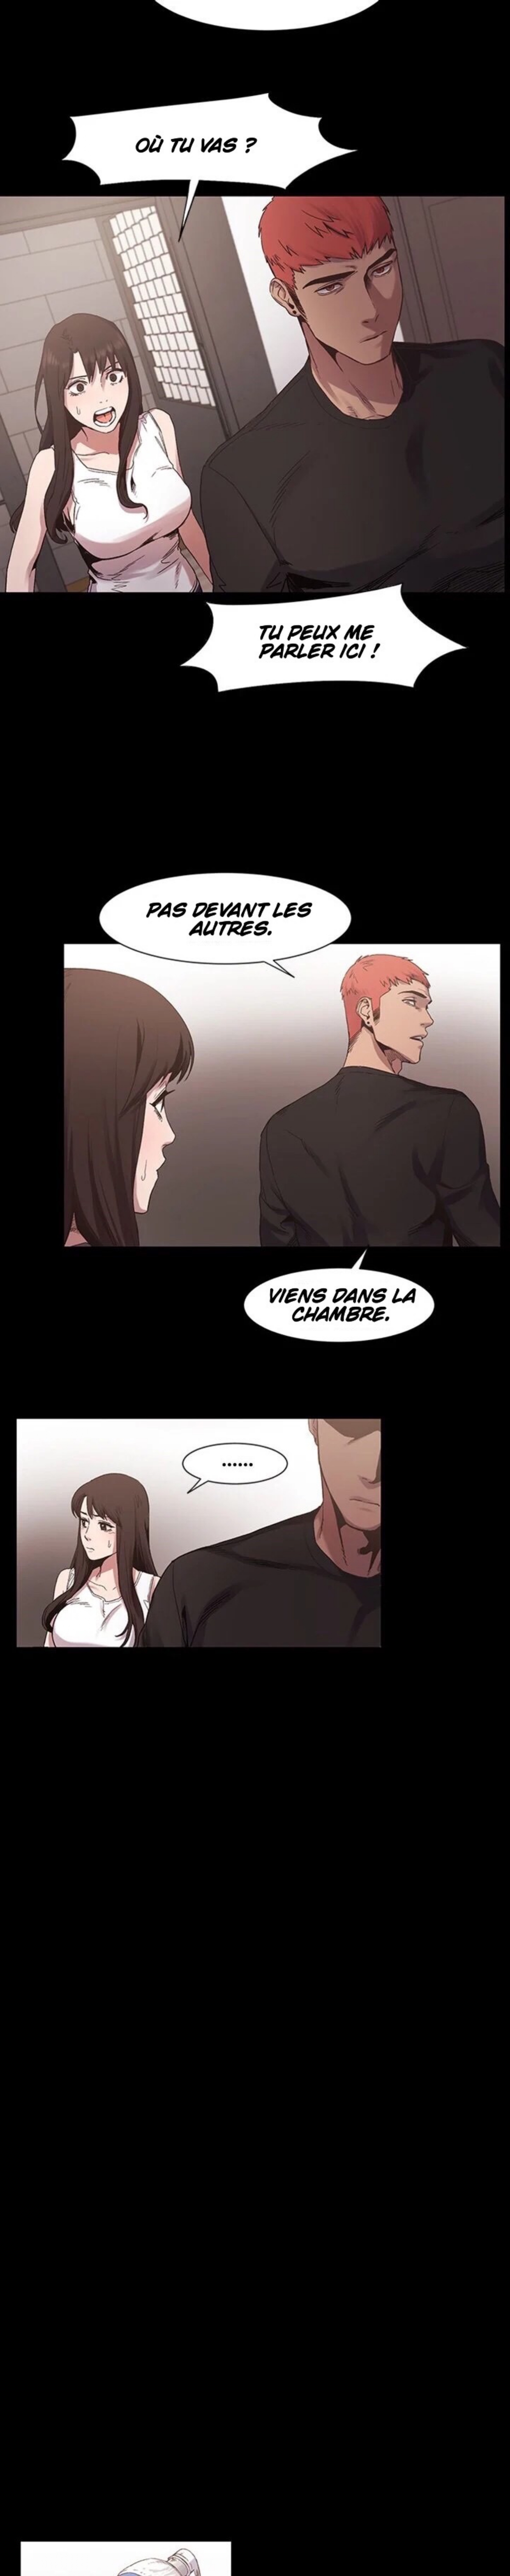 OÙ TU VAS ?
TU PEUX ME
PARLER ICI !
PAS DEVANT LES
AUTRES.
VIENS DANS LA
CHAMBRE.
......